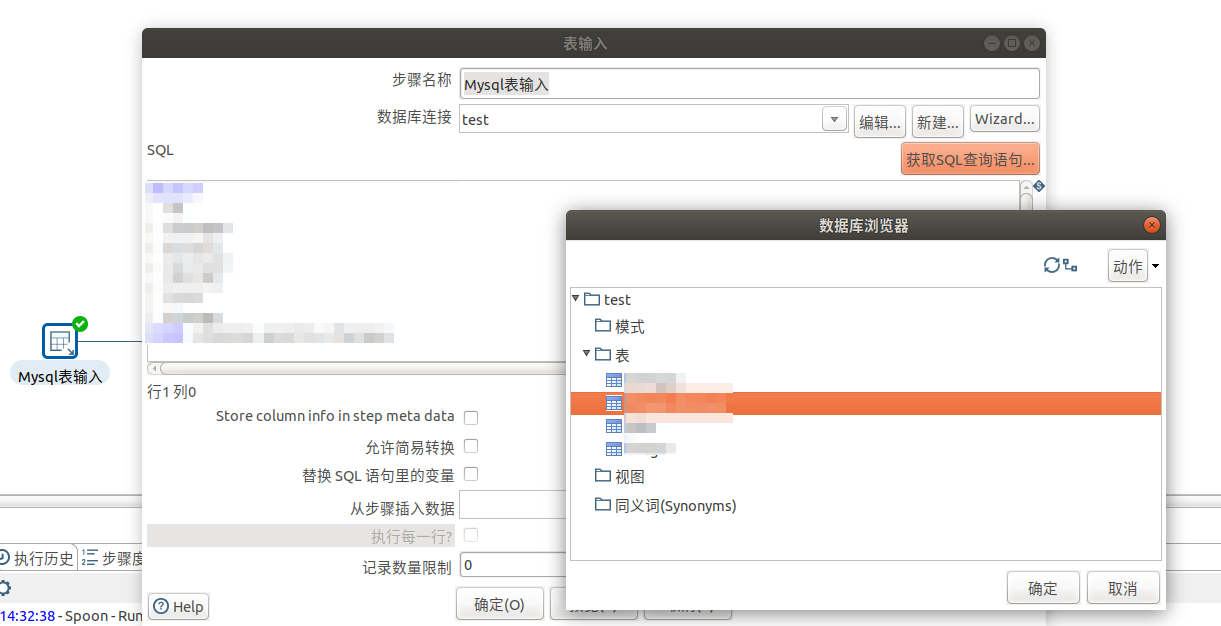 表输入
步骤名称
Mysql表输入
数据库连接
test
编辑...
新建...
Wizard...
SQL
获取SQL查询语句...
数据库浏览器
动作
test
模式
表
视图
同义词(Synonyms)
确定
取消
Mysql表输入
行1 列0
Store column info in step meta data
允许简易转换
替换 SQL 语句里的变量
从步骤插入数据
执行每一行?
记录数量限制
0
Help
确定(O)
执行历史
步骤度
14:32:38 - Spoon - Run